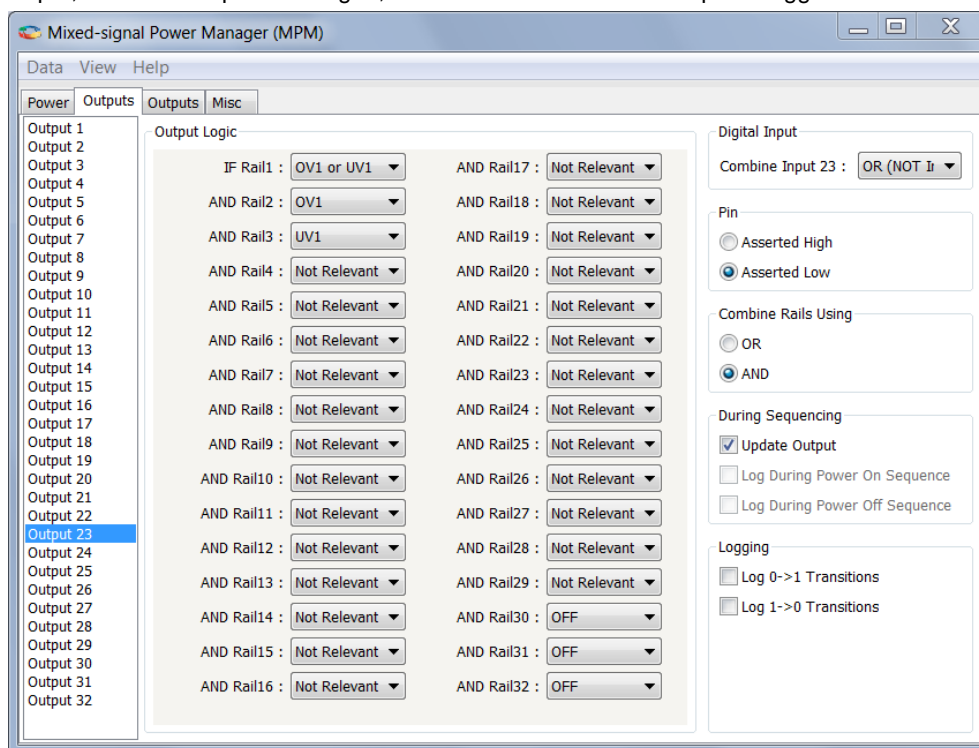 Mixed-signal Power Manager (MPM)
Data View Help
Power Outputs Outputs Misc
Output 1
Output 2
Output 3
Output 4
Output 5
Output 6
Output 7
Output 8
Output 9
Output 10
Output 11
Output 12
Output 13
Output 14
Output 15
Output 16
Output 17
Output 18
Output 19
Output 20
Output 21
Output 22
Output 23
Output 24
Output 25
Output 26
Output 27
Output 28
Output 29
Output 30
Output 31
Output 32
Output Logic
IF Rail1 : OV1 or UV1
AND Rail2 : OV1
AND Rail3 : UV1
AND Rail4 : Not Relevant
AND Rail5 : Not Relevant
AND Rail6 : Not Relevant
AND Rail7 : Not Relevant
AND Rail8 : Not Relevant
AND Rail9 : Not Relevant
AND Rail10 : Not Relevant
AND Rail11 : Not Relevant
AND Rail12 : Not Relevant
AND Rail13 : Not Relevant
AND Rail14 : Not Relevant
AND Rail15 : Not Relevant
AND Rail16 : Not Relevant
AND Rail17 : Not Relevant
AND Rail18 : Not Relevant
AND Rail19 : Not Relevant
AND Rail20 : Not Relevant
AND Rail21 : Not Relevant
AND Rail22 : Not Relevant
AND Rail23 : Not Relevant
AND Rail24 : Not Relevant
AND Rail25 : Not Relevant
AND Rail26 : Not Relevant
AND Rail27 : Not Relevant
AND Rail28 : Not Relevant
AND Rail29 : Not Relevant
AND Rail30 : OFF
AND Rail31 : OFF
AND Rail32 : OFF
Digital Input
Combine Input 23 : OR (NOT Ir
Pin
Asserted High
Asserted Low
Combine Rails Using
OR
AND
During Sequencing
Update Output
Log During Power On Sequence
Log During Power Off Sequence
Logging
Log 0->1 Transitions
Log 1->0 Transitions